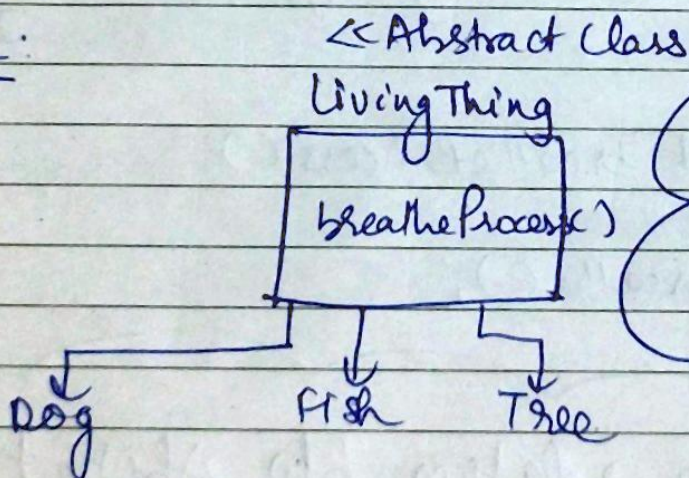 <<Abstract Class
LivingThing
breatheProcess()
Dog Fish Tree